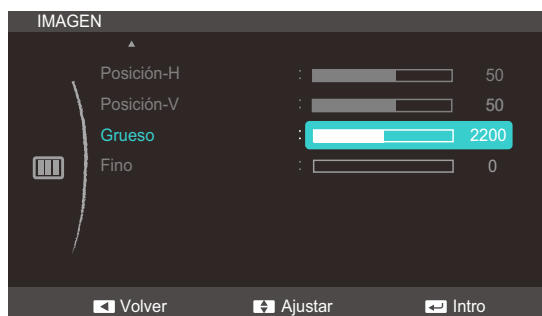 IMAGEN
Posición-H : 50
Posición-V : 50
Grueso : 2200
Fino : 0
Volver Ajustar Intro